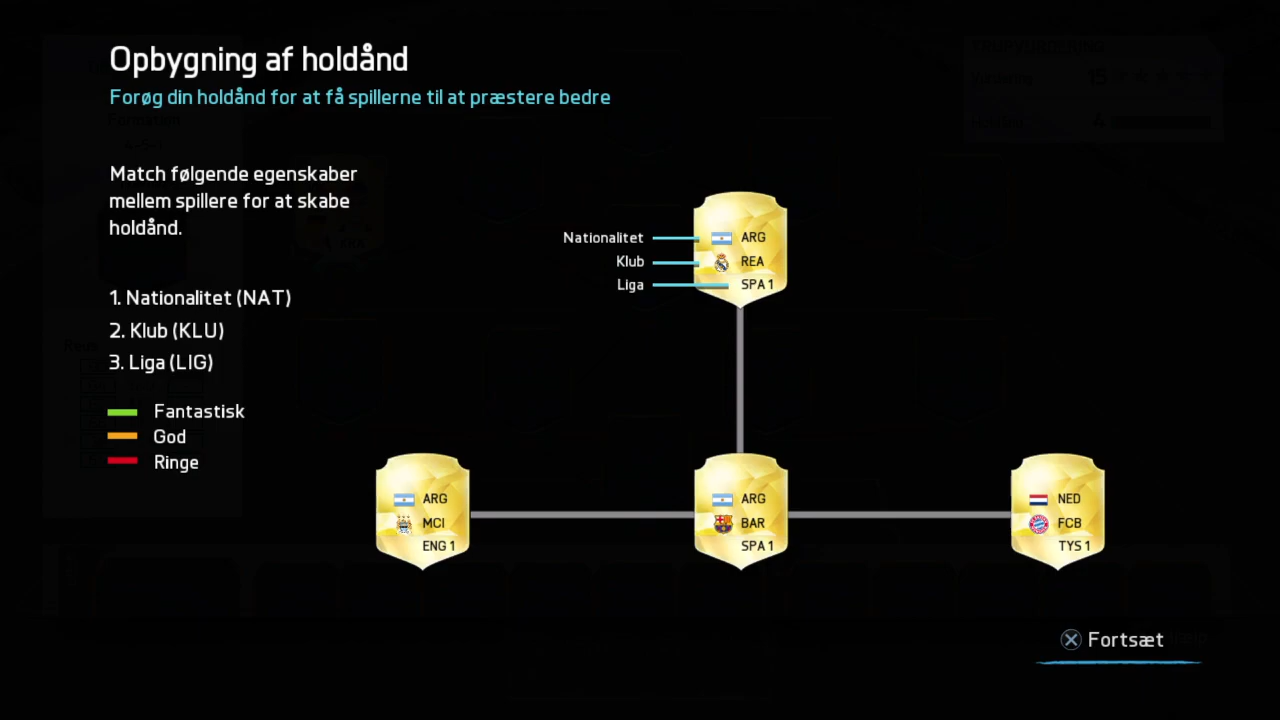 Opbygning af holdånd
Forøg din holdånd for at få spillerne til at præstere bedre
Match følgende egenskaber
mellem spillere for at skabe
holdånd.
1. Nationalitet (NAT)
2. Klub (KLU)
3. Liga (LIG)
Fantastisk
God
Ringe
Nationalitet
Klub
Liga
ARG
REA
SPA 1
ARG
MCI
ENG 1
ARG
BAR
SPA 1
NED
FCB
TYS 1
Fortsæt